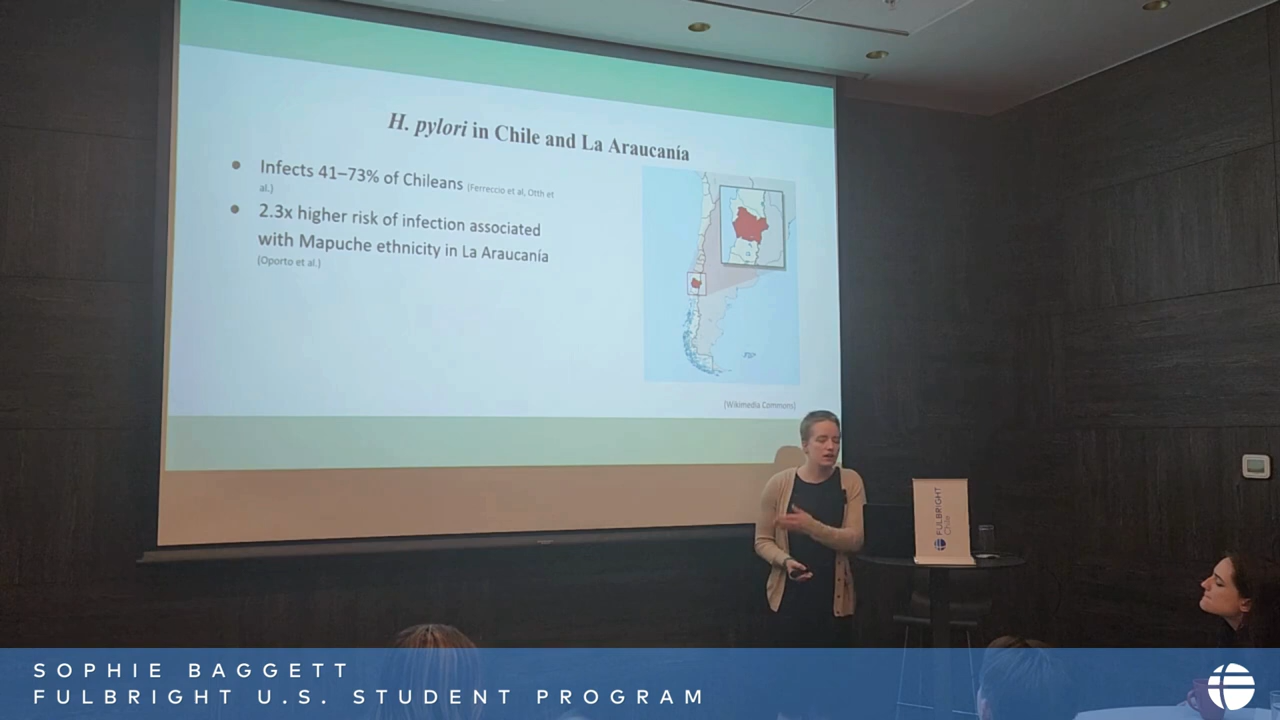 H. pylori in Chile and La Araucanía
● Infects 41–73% of Chileans (Ferreccio et al, Otth et
al.)
● 2.3x higher risk of infection associated
with Mapuche ethnicity in La Araucanía
(Oporto et al.)
(Wikimedia Commons)
FULBRIGHT
Chile
SOPHIE BAGGETT
FULBRIGHT U.S. STUDENT PROGRAM